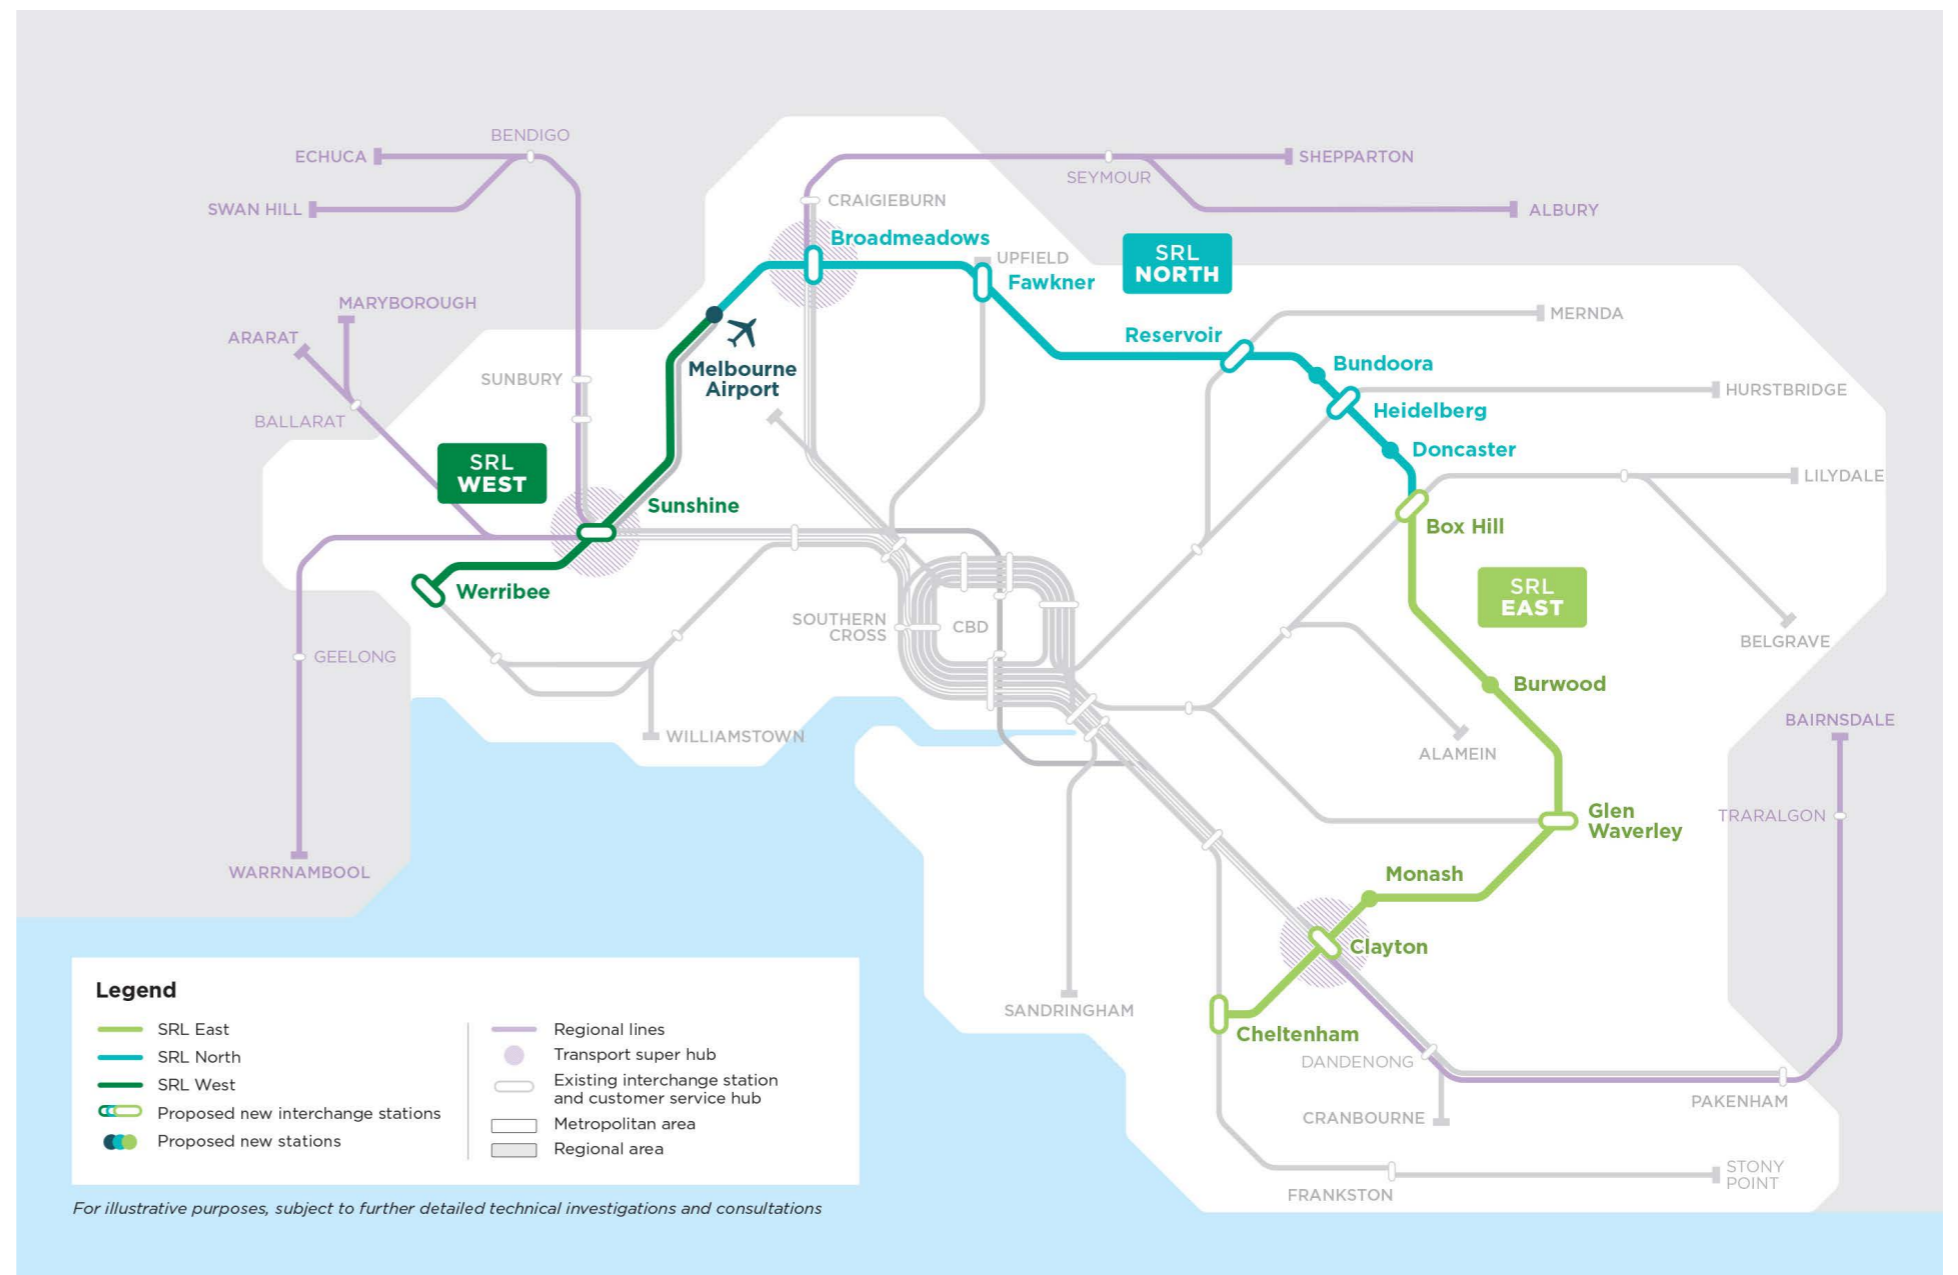 BENDIGO
ECHUCA
SHEPPARTON
SEYMOUR
SWAN HILL
CRAIGIEBURN
ALBURY
Broadmeadows
SRL
NORTH
UPFIELD
Fawkner
MARYBOROUGH
MERNDA
ARARAT
Reservoir
Bundoora
Melbourne
Airport
SUNBURY
HURSTBRIDGE
Heidelberg
BALLARAT
Doncaster
SRL
WEST
LILYDALE
Sunshine
Box Hill
Werribee
SRL
EAST
SOUTHERN
CROSS
CBD
BELGRAVE
GEELONG
Burwood
BAIRNSDALE
WILLIAMSTOWN
ALAMEIN
Glen
Waverley
TRARALGON
WARRNAMBOOL
Monash
Clayton
SANDRINGHAM
Cheltenham
DANDENONG
PAKENHAM
CRANBOURNE
STONY
POINT
FRANKSTON
Legend
SRL East
SRL North
SRL West
Proposed new interchange stations
Proposed new stations
Regional lines
Transport super hub
Existing interchange station
and customer service hub
Metropolitan area
Regional area
For illustrative purposes, subject to further detailed technical investigations and consultations